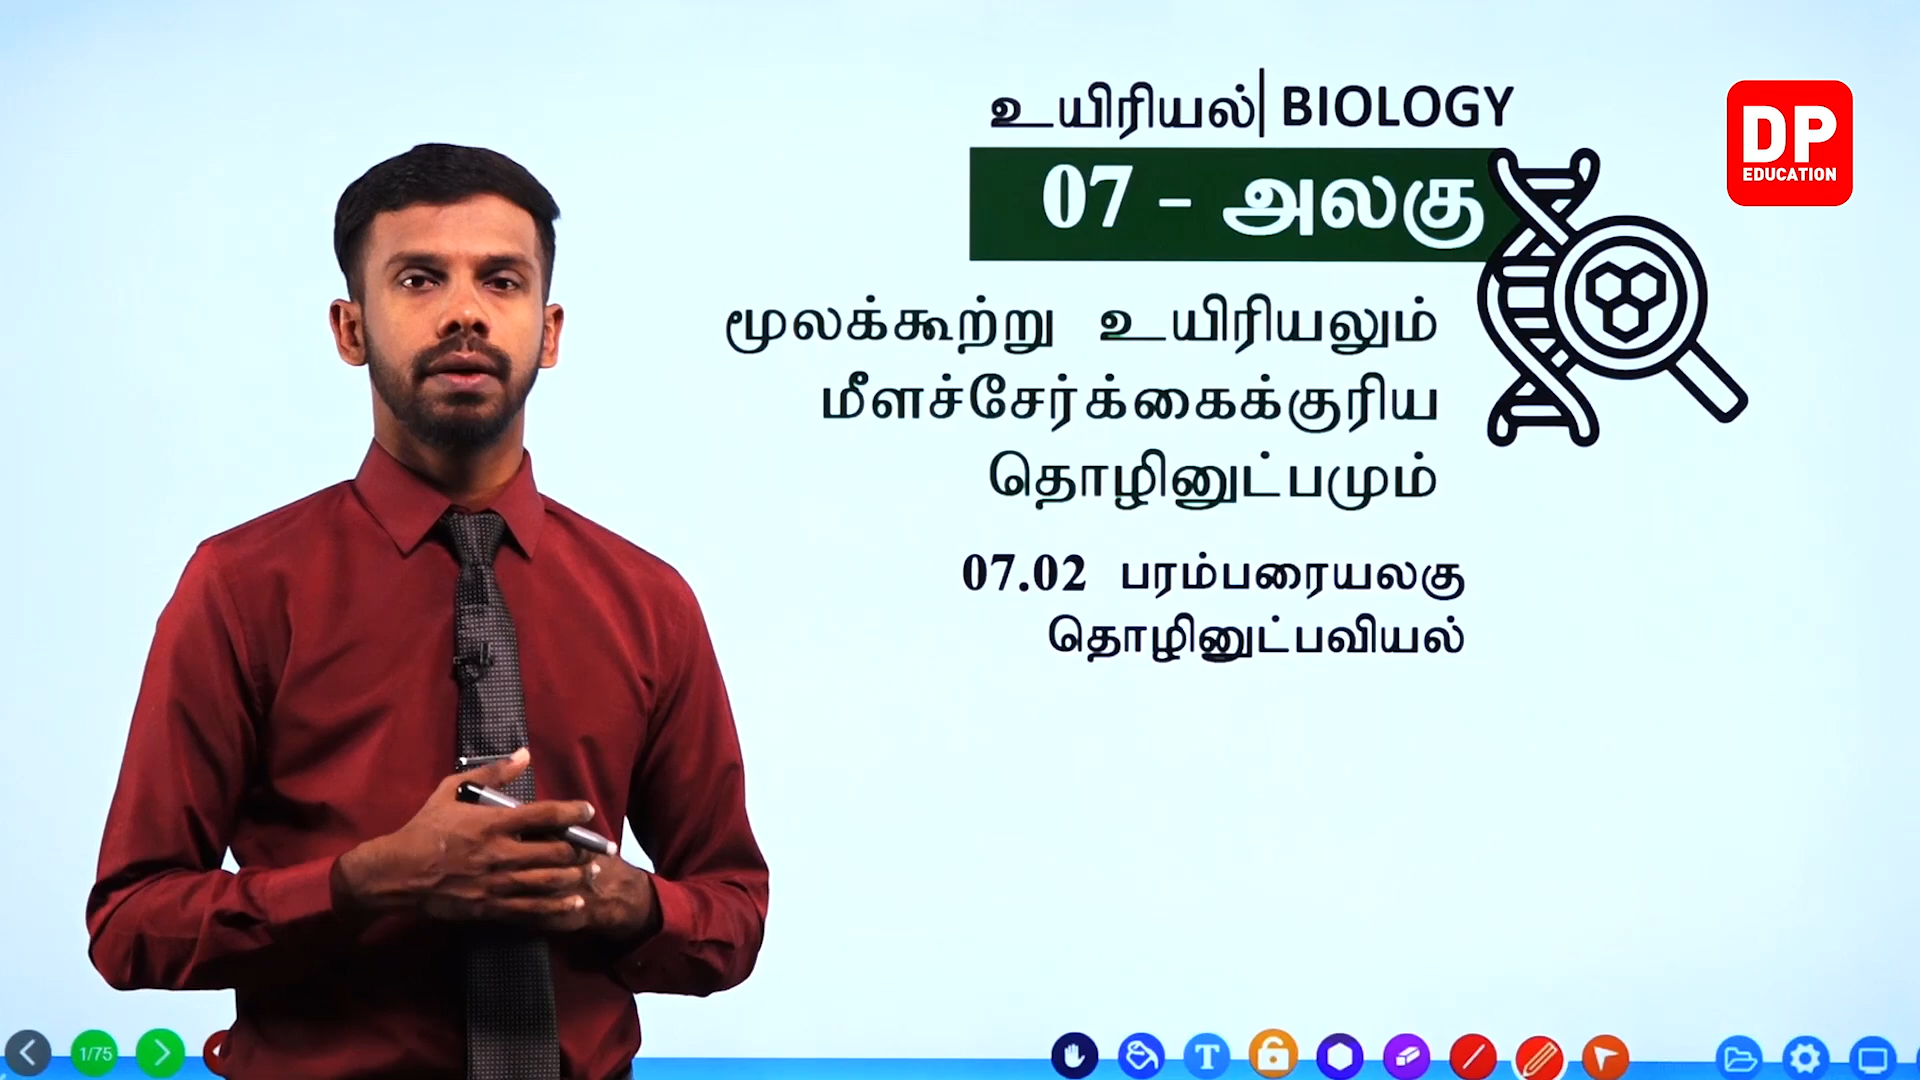 உயிரியல்| BIOLOGY
07 - அலகு
மூலக்கூற்று உயிரியலும்
மீளச்சேர்க்கைக்குரிய
தொழினுட்பமும்
07.02 பரம்பரையலகு
தொழினுட்பவியல்
DP
EDUCATION
1/75
T